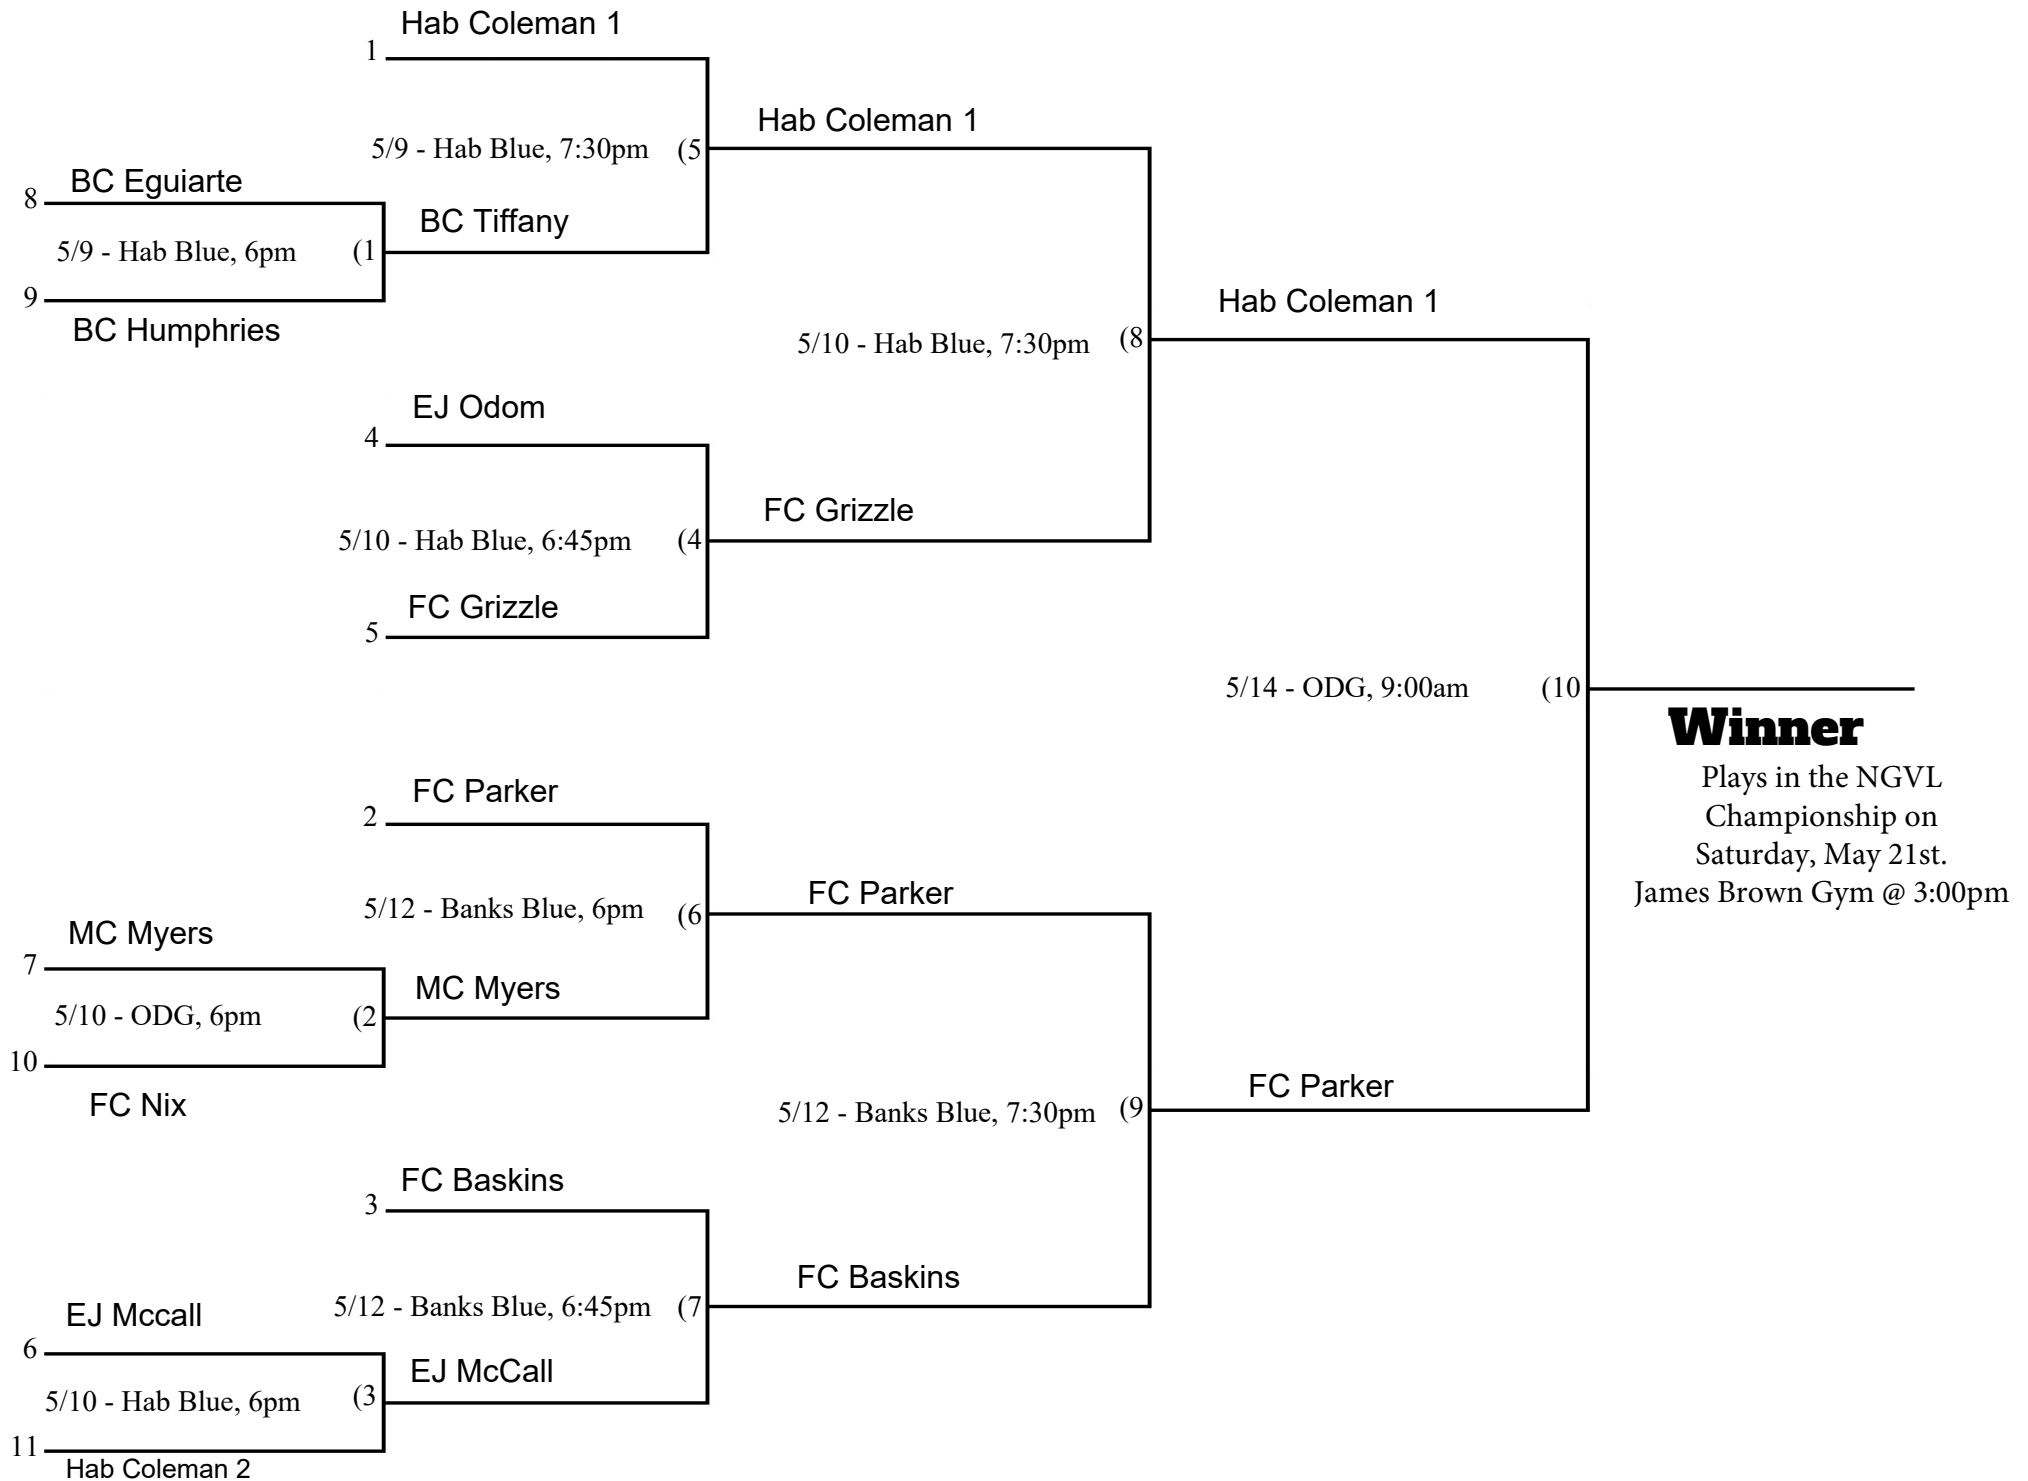 Hab Coleman 1
1
Hab Coleman 1
5/9 - Hab Blue, 7:30pm (5
BC Eguiarte
8
BC Tiffany
5/9 - Hab Blue, 6pm (1
9
BC Humphries
Hab Coleman 1
5/10 - Hab Blue, 7:30pm (8
EJ Odom
4
FC Grizzle
5/10 - Hab Blue, 6:45pm (4
FC Grizzle
5
5/14 - ODG, 9:00am (10
Winner
Plays in the NGVL
Championship on
Saturday, May 21st.
James Brown Gym @ 3:00pm
FC Parker
2
FC Parker
5/12 - Banks Blue, 6pm (6
MC Myers
7
MC Myers
5/10 - ODG, 6pm (2
10
FC Nix
FC Parker
5/12 - Banks Blue, 7:30pm (9
FC Baskins
3
FC Baskins
5/12 - Banks Blue, 6:45pm (7
EJ Mccall
6
EJ McCall
5/10 - Hab Blue, 6pm (3
11
Hab Coleman 2